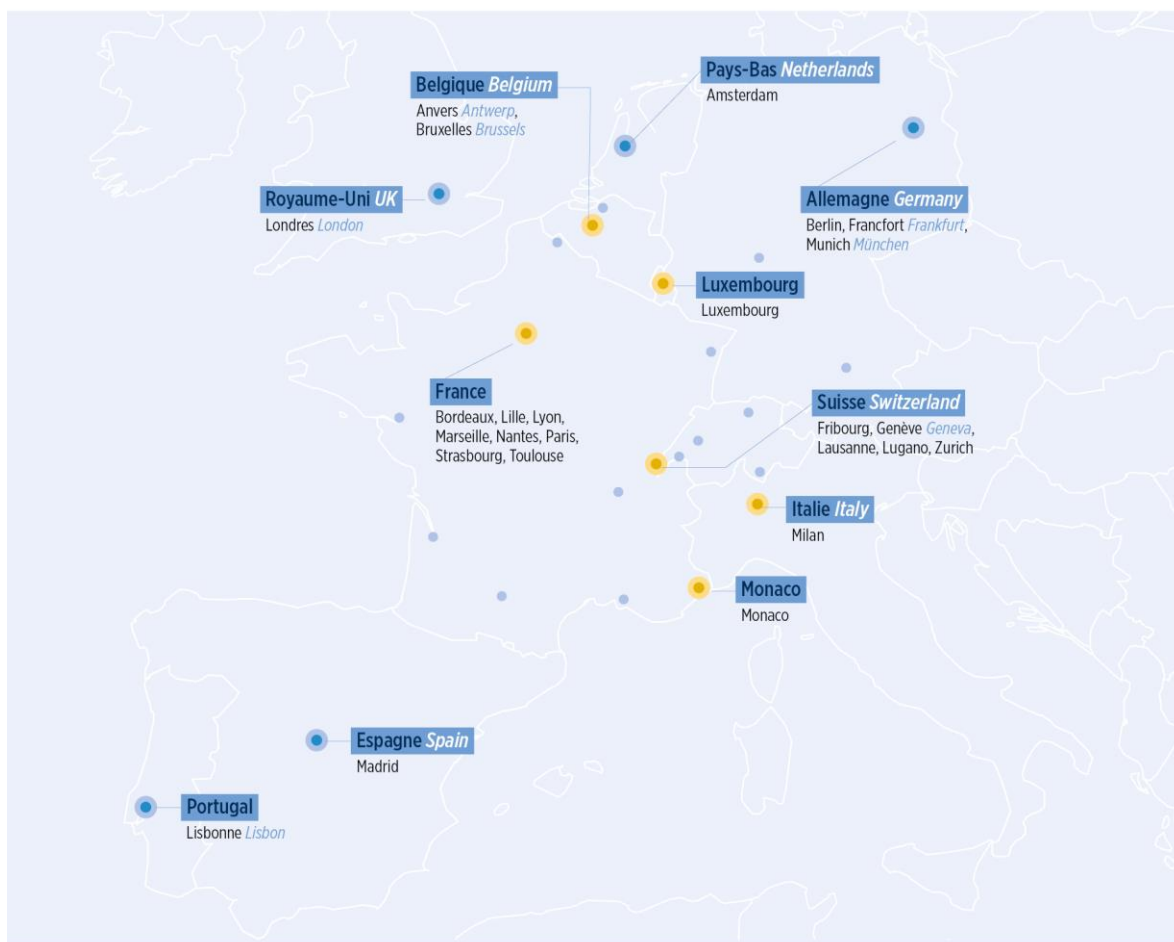 Pays-Bas Netherlands
Amsterdam
Belgique Belgium
Anvers Antwerp,
Bruxelles Brussels
Royaume-Uni UK
Londres London
Allemagne Germany
Berlin, Francfort Frankfurt,
Munich München
Luxembourg
Luxembourg
France
Bordeaux, Lille, Lyon,
Marseille, Nantes, Paris,
Strasbourg, Toulouse
Suisse Switzerland
Fribourg, Genève Geneva,
Lausanne, Lugano, Zurich
Italie Italy
Milan
Monaco
Monaco
Espagne Spain
Madrid
Portugal
Lisbonne Lisbon